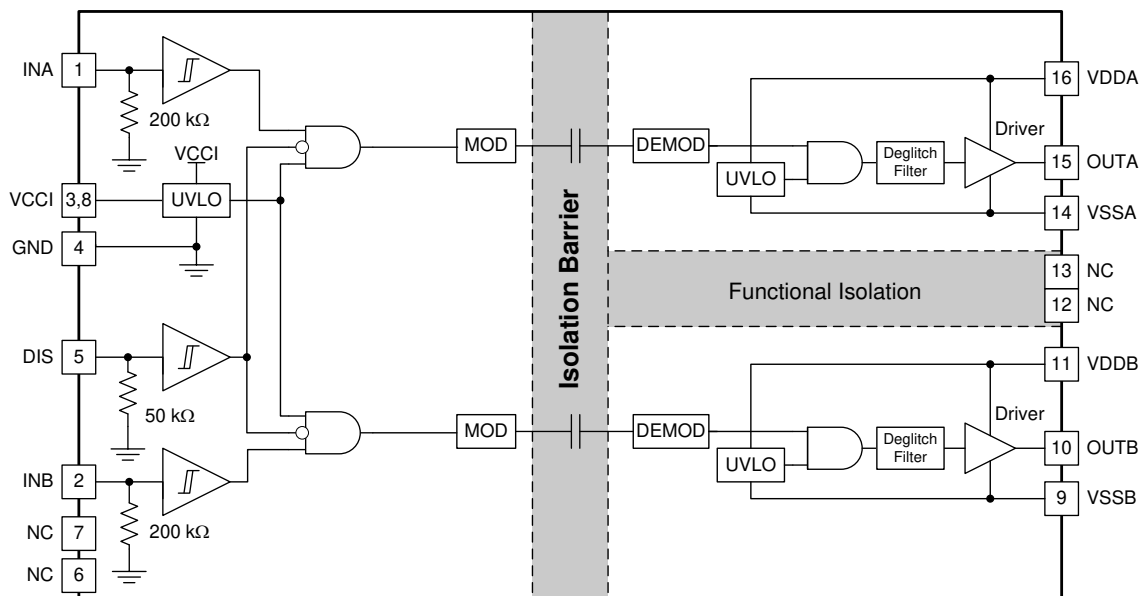 INA
1
200 kΩ
VCCI
VCCI
3,8
UVLO
GND
4
DIS
5
50 kΩ
INB
2
200 kΩ
NC
7
NC
6
MOD
MOD
Isolation Barrier
DEMOD
UVLO
Deglitch
Filter
Driver
16
VDDA
15
OUTA
14
VSSA
Functional Isolation
13
NC
12
NC
DEMOD
UVLO
Deglitch
Filter
Driver
11
VDDB
10
OUTB
9
VSSB